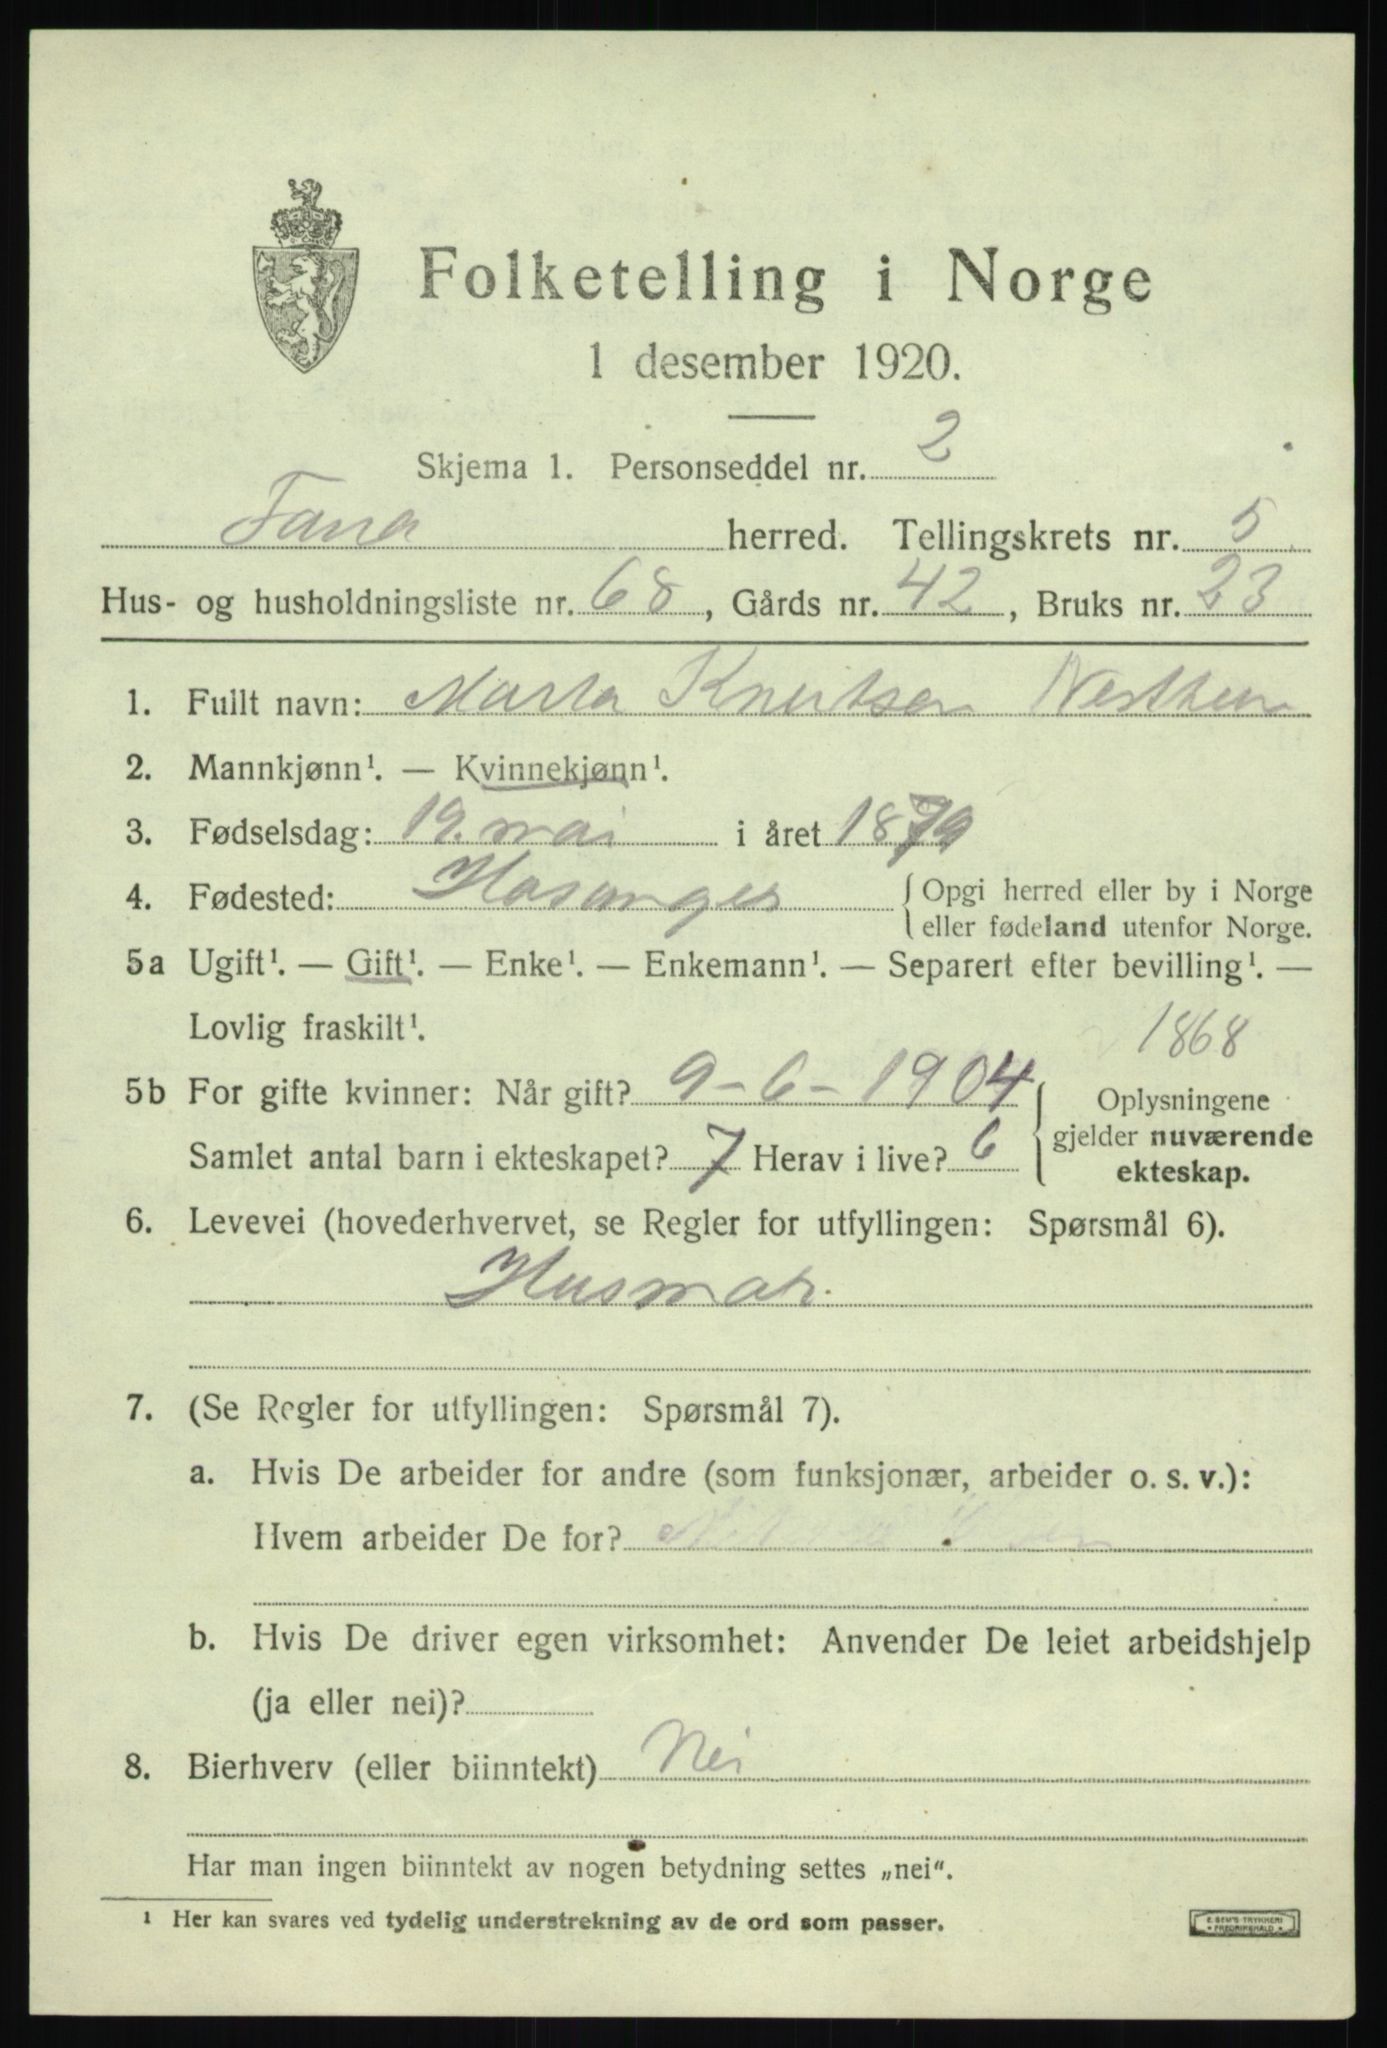 Folketelling i Norge
1 desember 1920.
Skjema 1. Personseddel nr. 2
Fana herred. Tellingskrets nr. 5
Hus- og husholdningsliste nr. 68, Gårds nr. 42, Bruks nr. 23
1. Fullt navn: Marta Knutsen
2. Mannkjønn¹. — Kvinnekjønn¹.
3. Fødselsdag: 19. mai i året 1879
4. Fødested: Hosanger {Opgi herred eller by i Norge
eller fødeland utenfor Norge.
5a Ugift¹. — Gift¹. — Enke¹. — Enkemann¹. — Separert efter bevilling¹. —
Lovlig fraskilt¹.
1868
5b For gifte kvinner: Når gift? 9-6-1904
Samlet antal barn i ekteskapet? 7 Herav i live? 6
Oplysningene
gjelder nuværende
ekteskap.
6. Levevei (hovederhvervet, se Regler for utfyllingen: Spørsmål 6).
Husmor.
7. (Se Regler for utfyllingen: Spørsmål 7).
a. Hvis De arbeider for andre (som funksjonær, arbeider o. s. v.):
Hvem arbeider De for?
b. Hvis De driver egen virksomhet: Anvender De leiet arbeidshjelp
(ja eller nei)?
8. Bierhverv (eller biinntekt) Nei
Har man ingen biinntekt av nogen betydning settes „nei“.
¹ Her kan svares ved tydelig understrekning av de ord som passer.
E. SEM'S TRYKKERI
FREDRIKSHALD